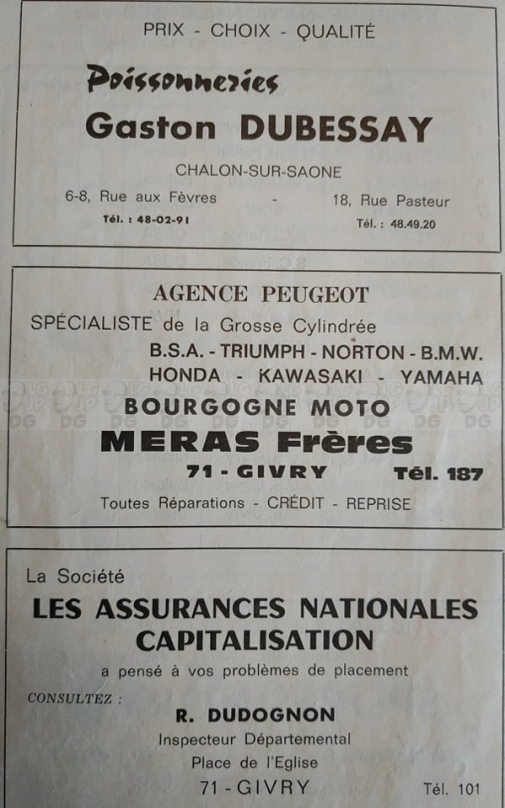 PRIX - CHOIX - QUALITÉ
Poissonneries
Gaston DUBESSAY
CHALON-SUR-SAONE
6-8, Rue aux Fèvres - 18, Rue Pasteur
Tél. : 48-02-91 Tél. : 48.49.20
AGENCE PEUGEOT
SPÉCIALISTE de la Grosse Cylindrée
B.S.A. - TRIUMPH - NORTON - B.M.W.
HONDA - KAWASAKI - YAMAHA
BOURGOGNE MOTO
MERAS Frères
71 - GIVRY Tél. 187
Toutes Réparations - CRÉDIT - REPRISE
La Société
LES ASSURANCES NATIONALES
CAPITALISATION
a pensé à vos problèmes de placement
CONSULTEZ :
R. DUDOGNON
Inspecteur Départemental
Place de l'Eglise
71 - GIVRY Tél. 101